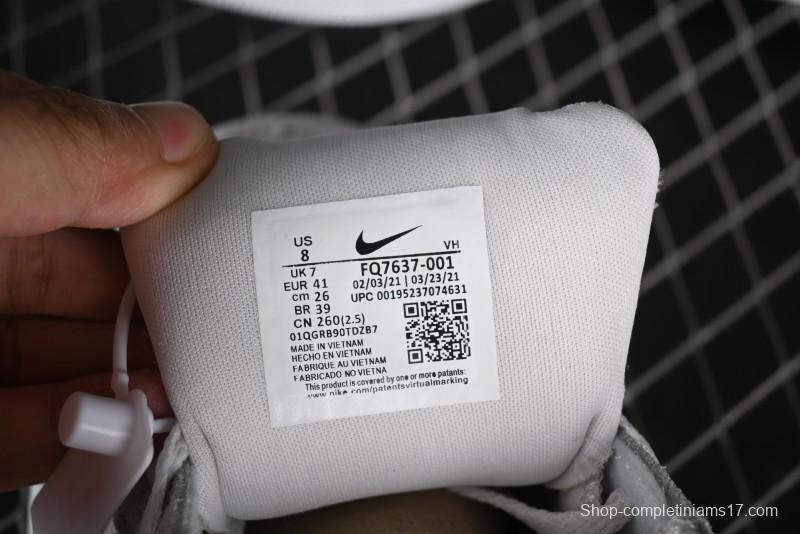 US
8
VH
UK 7
FQ7637-001
EUR 41
02/03/21 | 03/23/21
cm 26
UPC 00195237074631
BR 39
CN 260(2.5)
01QGRB90TDZB7
MADE IN VIETNAM
HECHO EN VIETNAM
FABRIQUE AU VIETNAM
FABRICADO NO VIETNA
This product is covered by one or more patents:
www.nike.com/patentsvirtualmarking
Shop-completiniams17.com